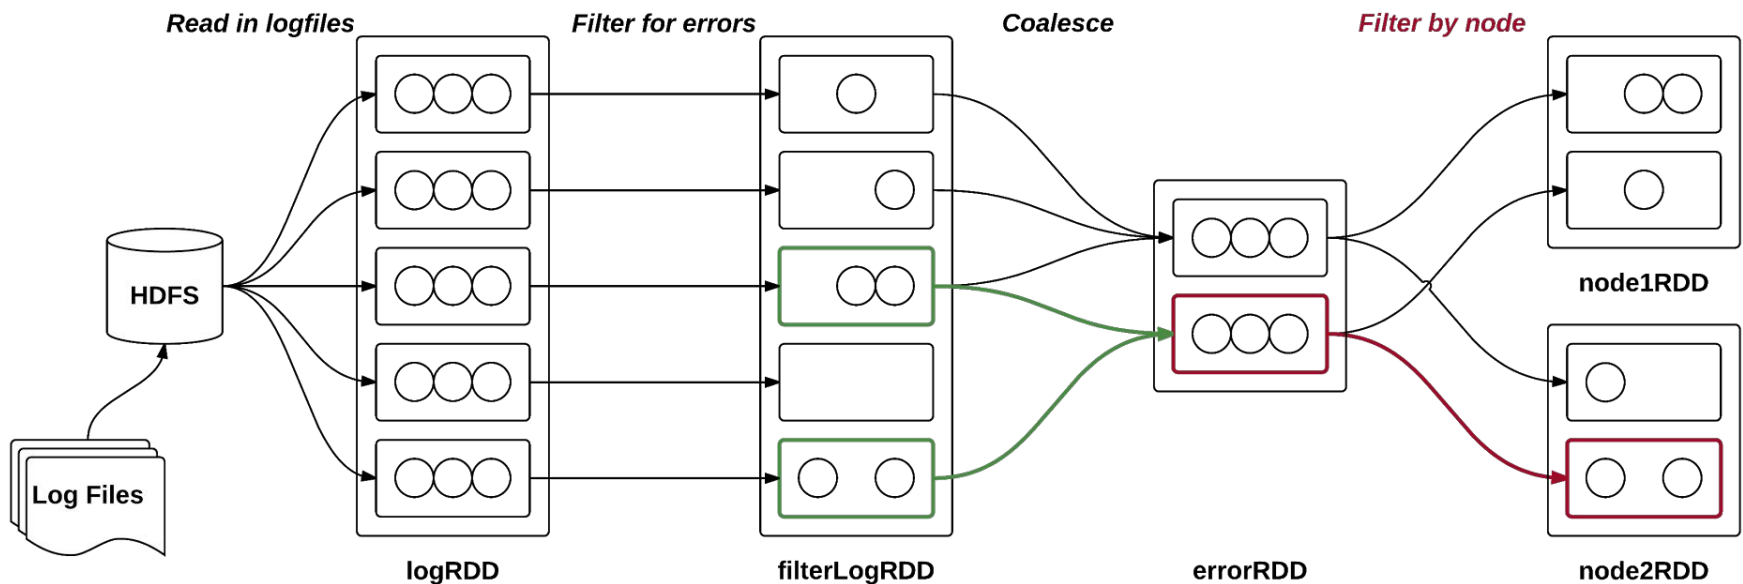 Read in logfiles
Filter for errors
Coalesce
Filter by node
HDFS
Log Files
logRDD
filterLogRDD
errorRDD
node1RDD
node2RDD